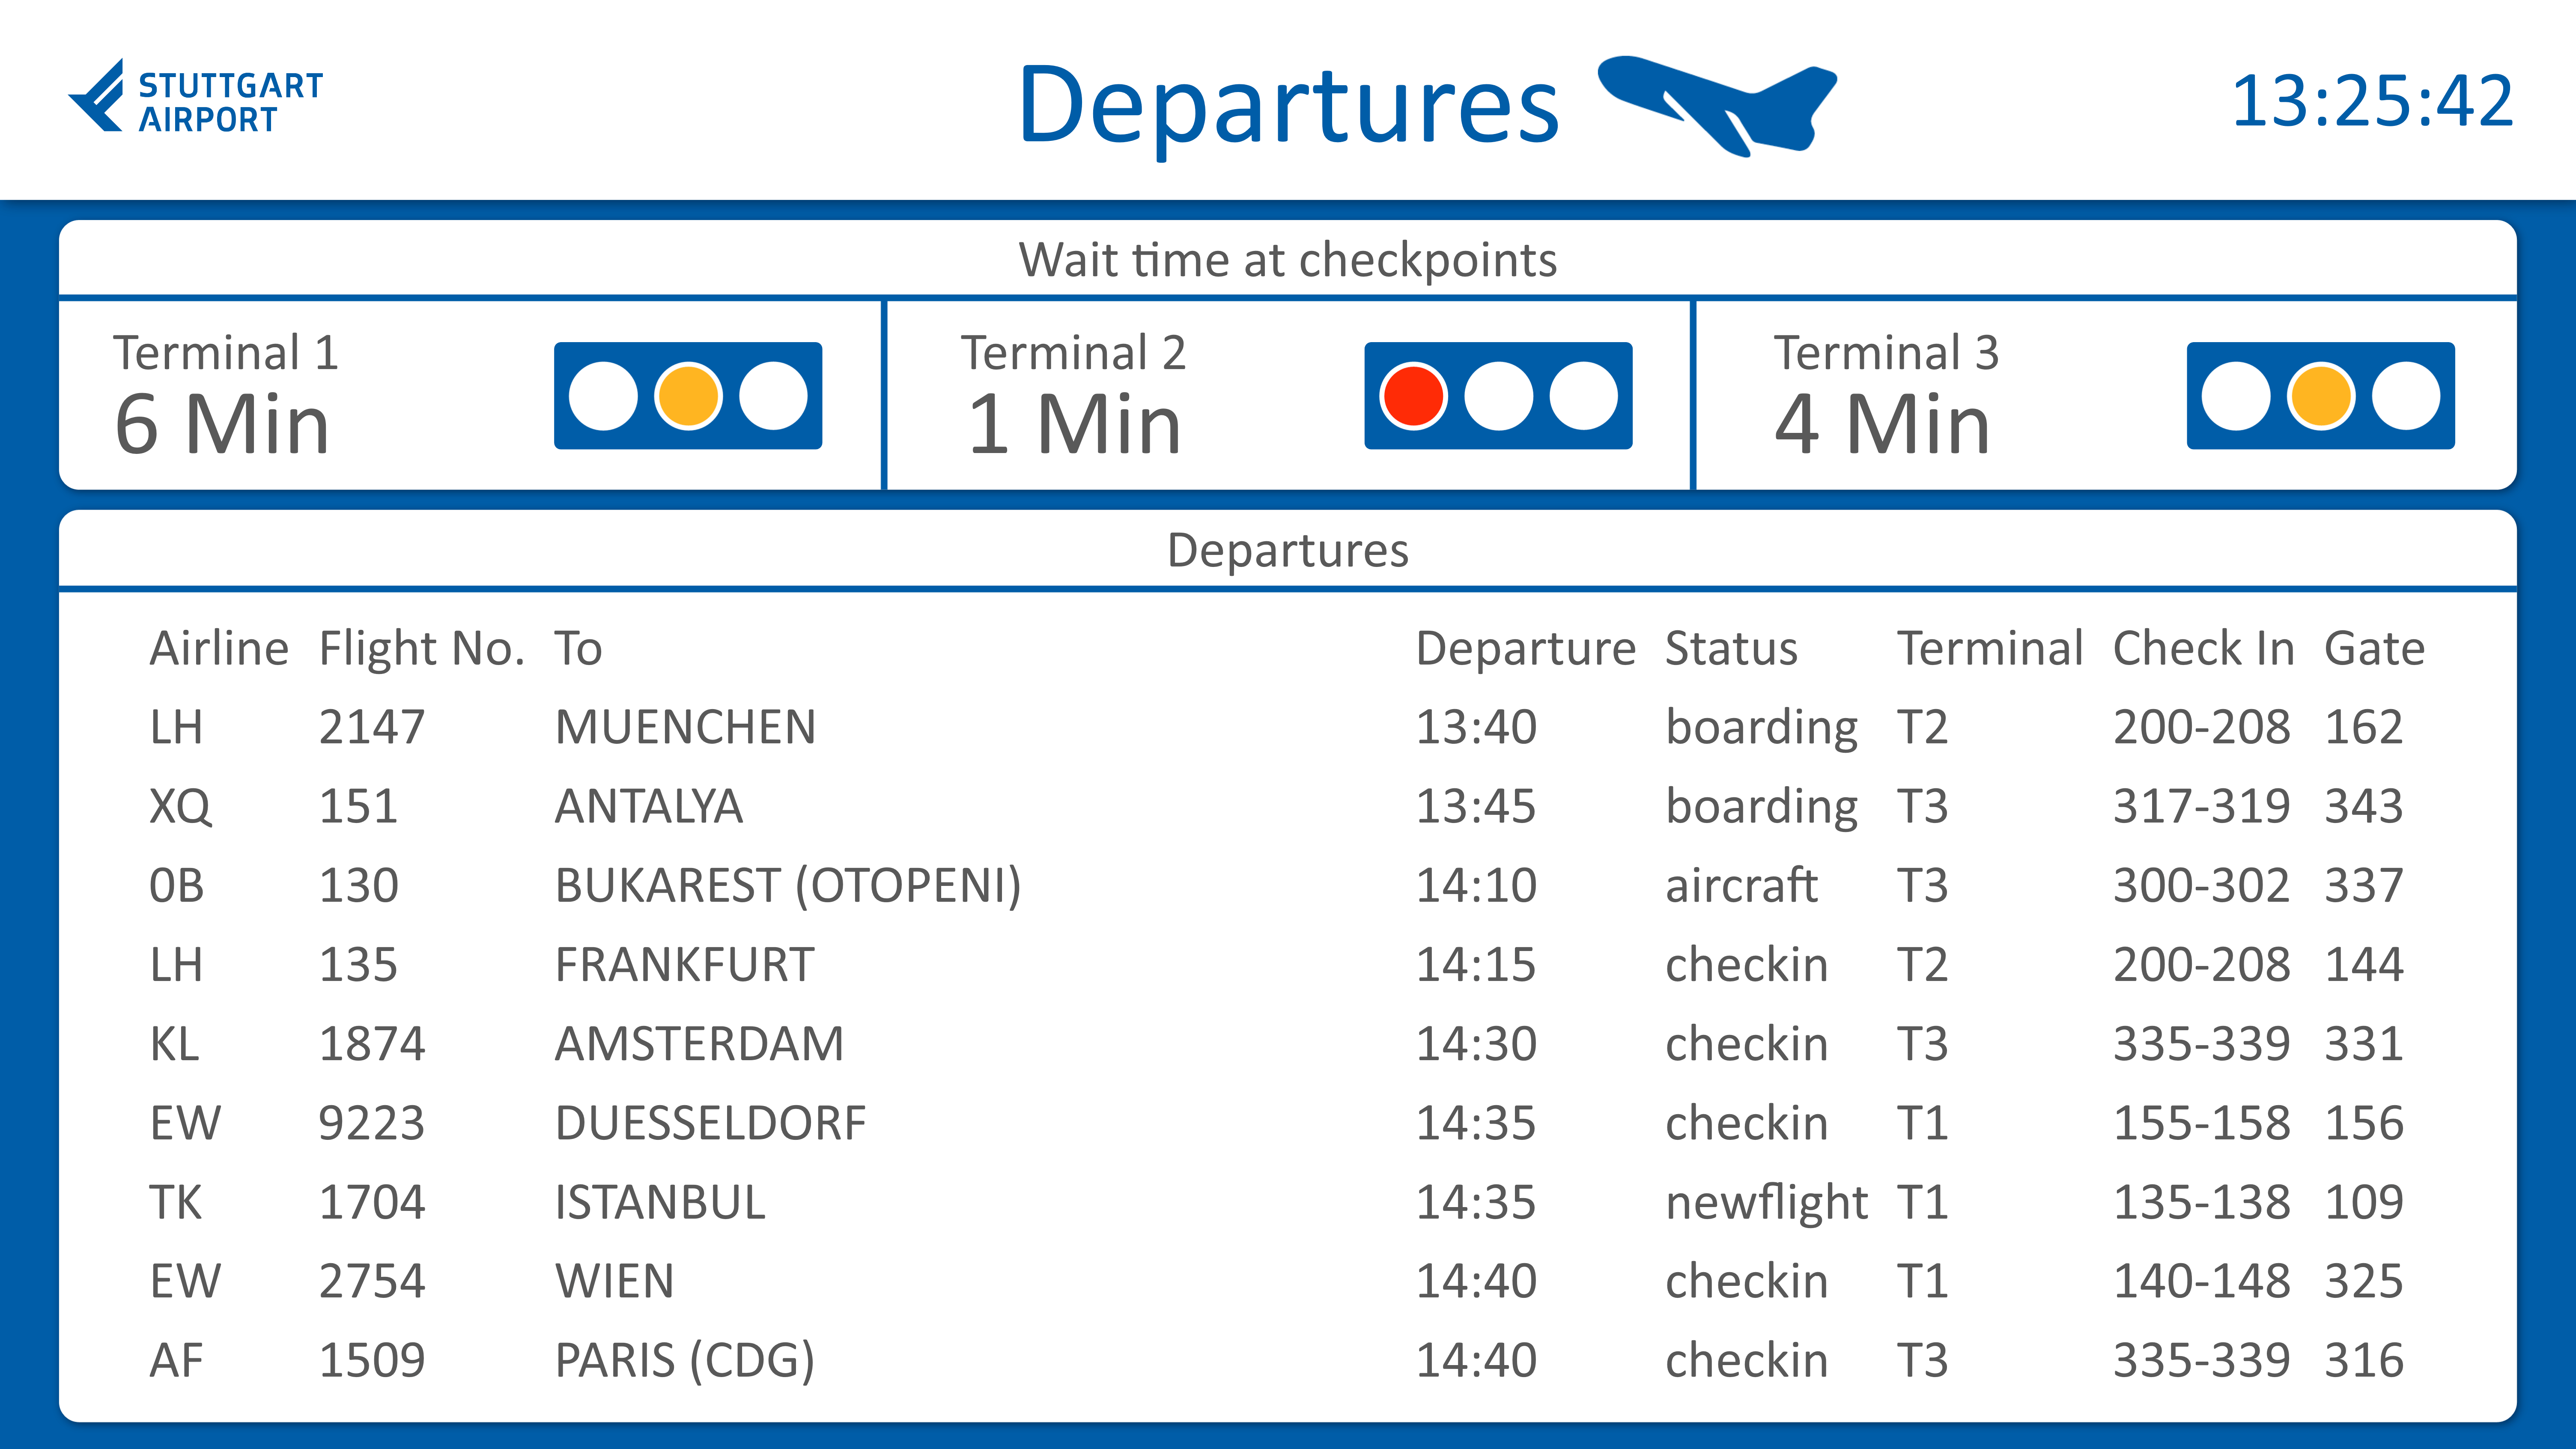 STUTTGART
AIRPORT
Departures
13:25:42
Wait time at checkpoints
Terminal 1
6 Min
Terminal 2
1 Min
Terminal 3
4 Min
Departures
Airline Flight No. To Departure Status Terminal Check In Gate
LH 2147 MUENCHEN 13:40 boarding T2 200-208 162
XQ 151 ANTALYA 13:45 boarding T3 317-319 343
0B 130 BUKAREST (OTOPENI) 14:10 aircraft T3 300-302 337
LH 135 FRANKFURT 14:15 checkin T2 200-208 144
KL 1874 AMSTERDAM 14:30 checkin T3 335-339 331
EW 9223 DUESSELDORF 14:35 checkin T1 155-158 156
TK 1704 ISTANBUL 14:35 newflight T1 135-138 109
EW 2754 WIEN 14:40 checkin T1 140-148 325
AF 1509 PARIS (CDG) 14:40 checkin T3 335-339 316